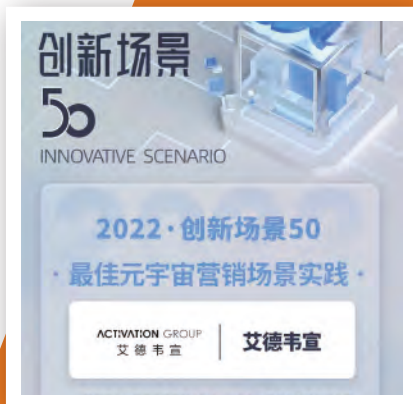 创新场景
50
INNOVATIVE SCENARIO
2022·创新场景50
·最佳元宇宙营销场景实践·
ACTIVATION GROUP
艾德韦宣
艾德韦宣